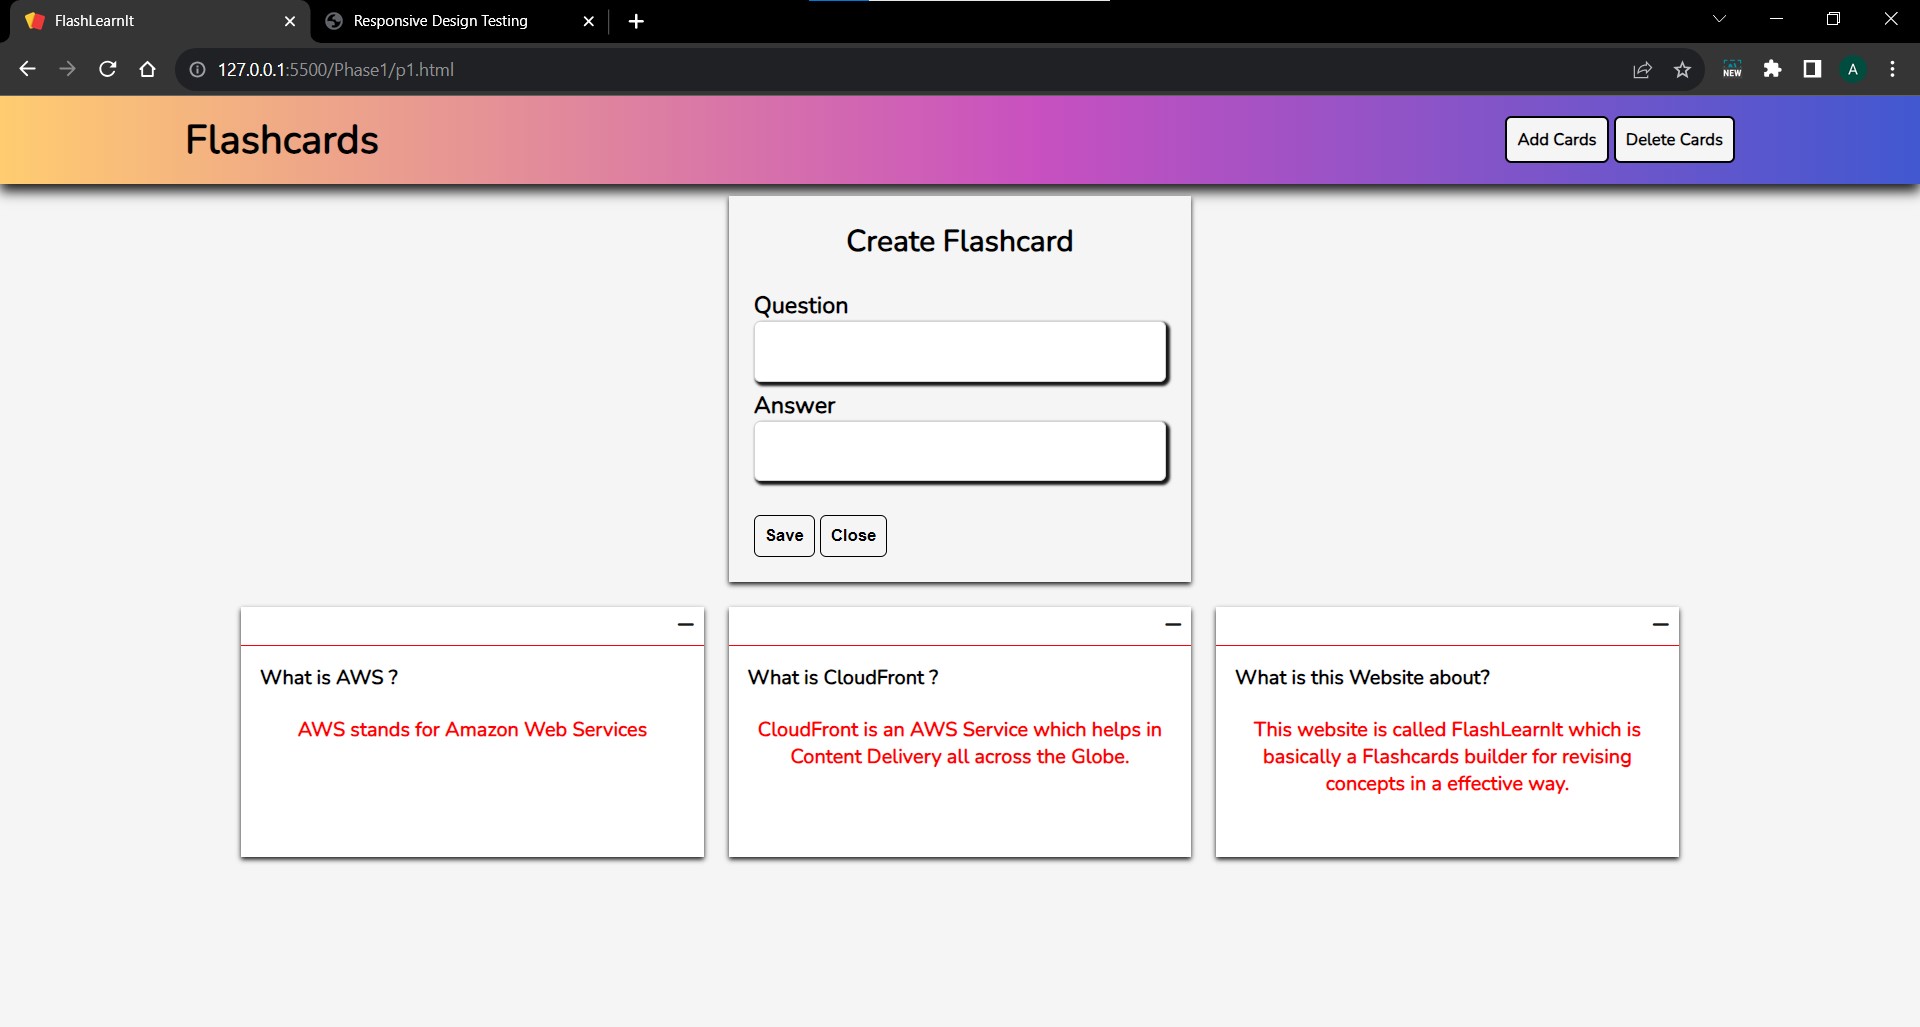 FlashLearnIt
Responsive Design Testing
127.0.0.1:5500/Phase1/p1.html
NEW
A
Flashcards
Add Cards
Delete Cards
Create Flashcard
Question
Answer
Save
Close
What is AWS ?
AWS stands for Amazon Web Services
What is CloudFront ?
CloudFront is an AWS Service which helps in
Content Delivery all across the Globe.
What is this Website about?
This website is called FlashLearnIt which is
basically a Flashcards builder for revising
concepts in a effective way.